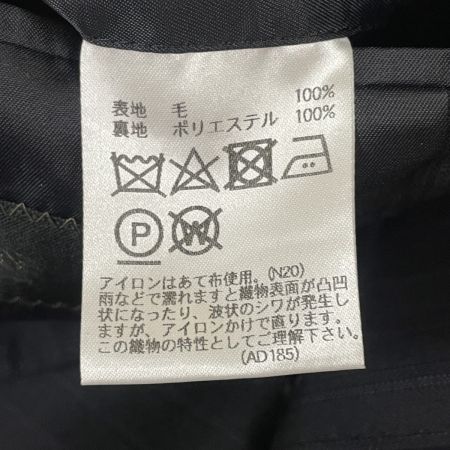 表地 毛 100%
裏地 ポリエステル 100%
P W
アイロンはあて布使用。(N20)
雨などで濡れますと織物表面が凸凹
状になったり、波状のシワが発生し
ますが、アイロンかけで直ります。
この織物の特性としてご理解下さい。
(AD185)